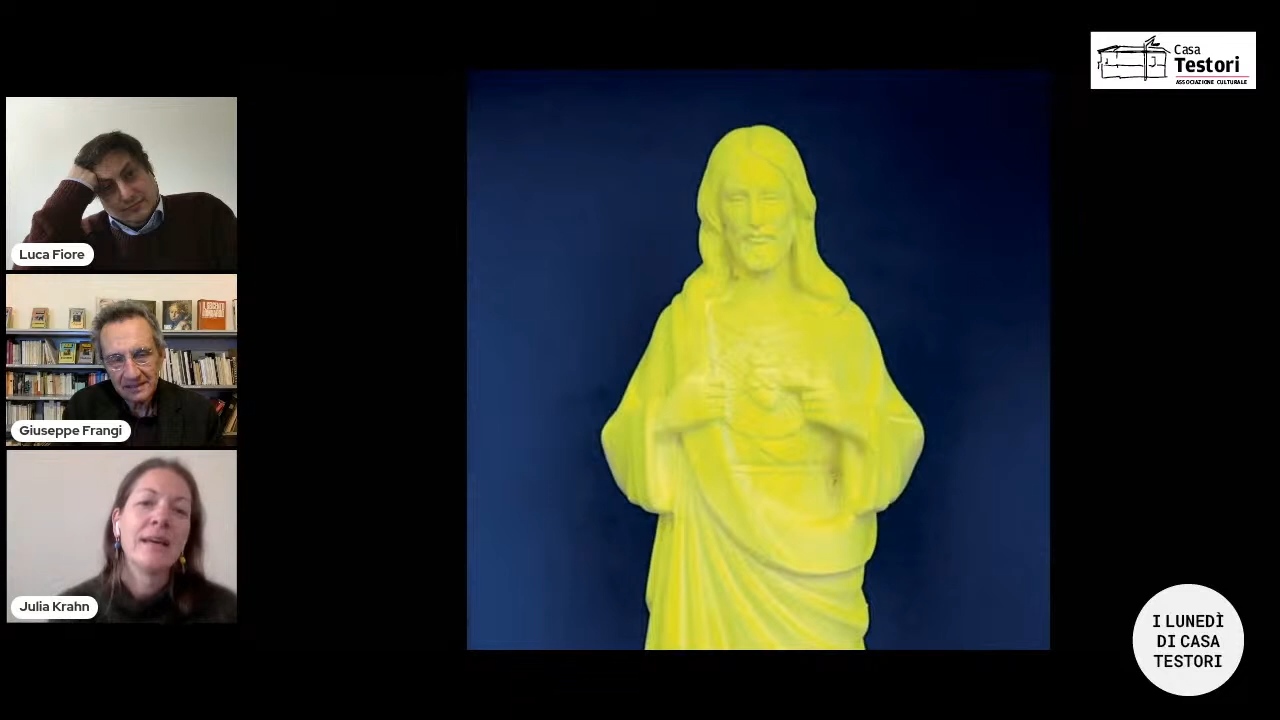 Casa
Testori
ASSOCIAZIONE CULTURALE
Luca Fiore
Giuseppe Frangi
Julia Krahn
I LUNEDÌ
DI CASA
TESTORI